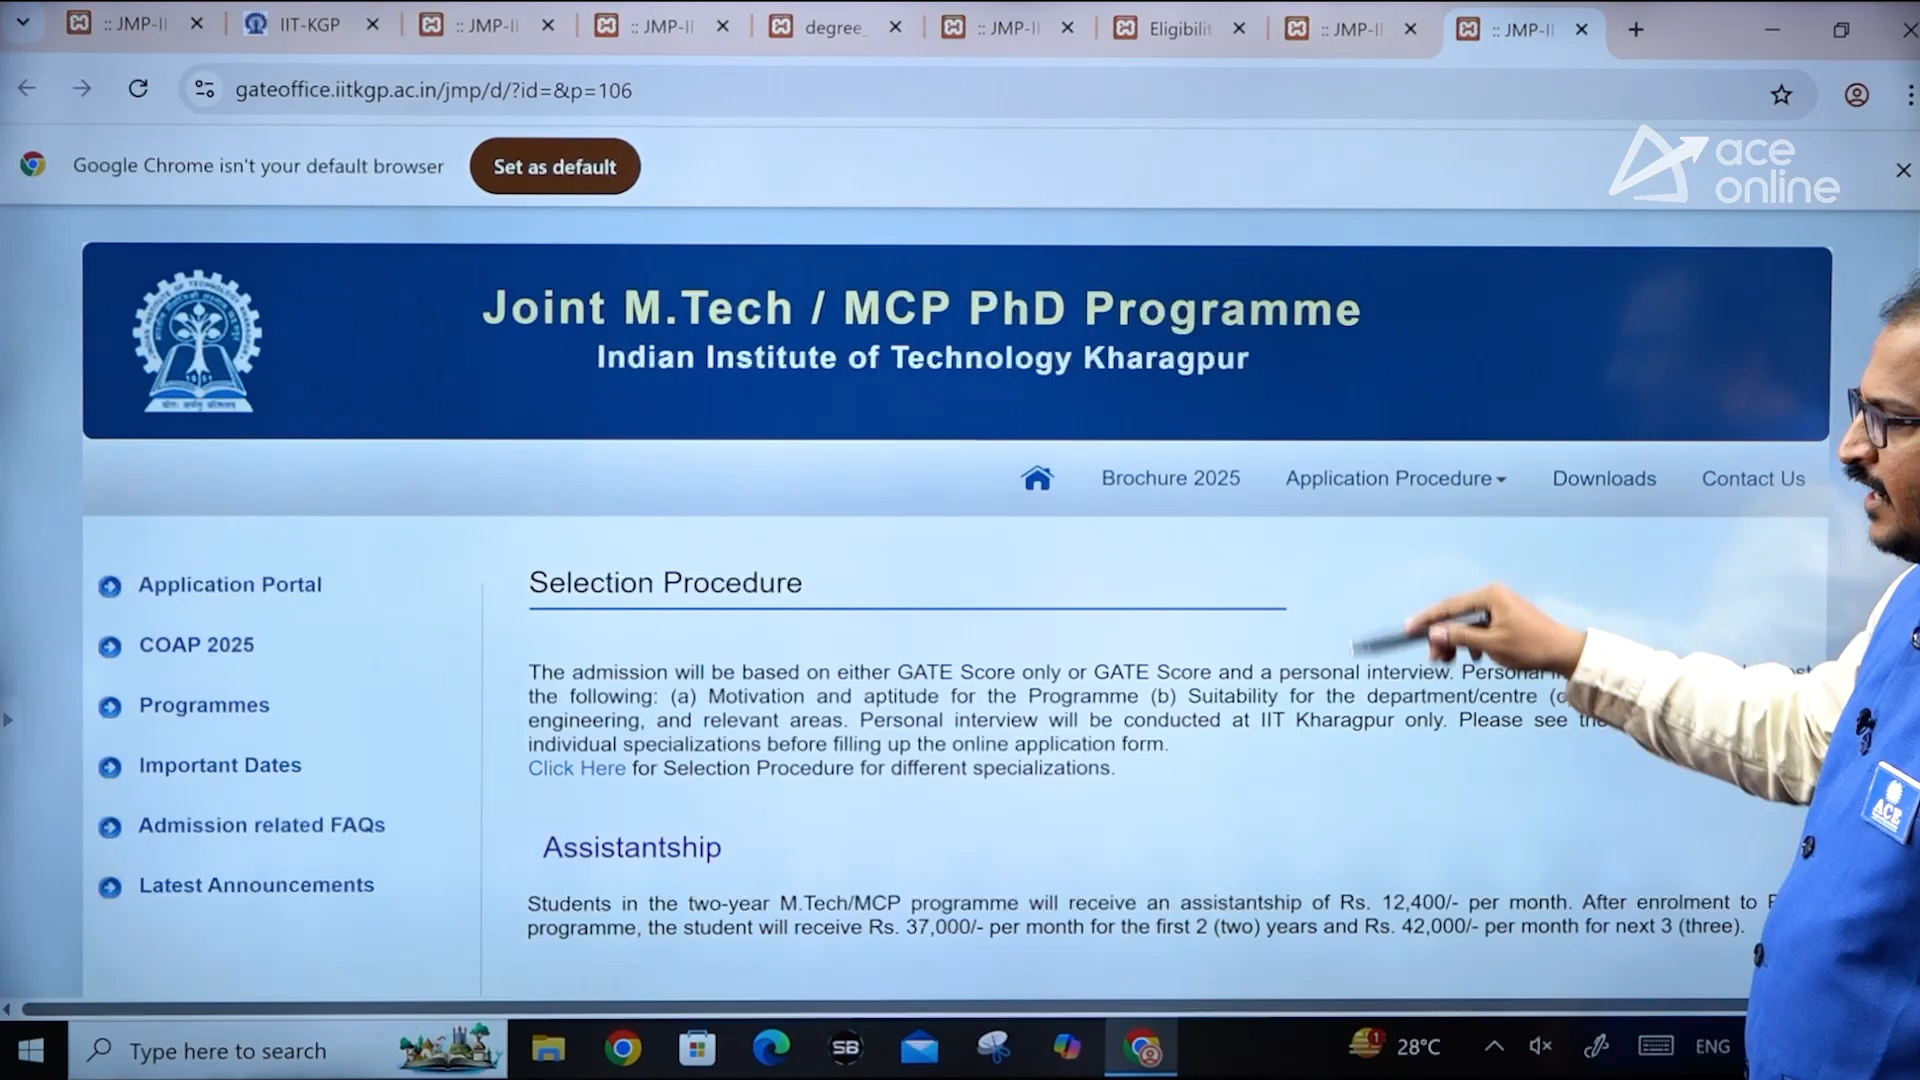 :: JMP-II
IIT-KGP
:: JMP-II
:: JMP-II
degree_
:: JMP-II
Eligibilit
:: JMP-II
:: JMP-II
gateoffice.iitkgp.ac.in/jmp/d/?id=&p=106
Google Chrome isn't your default browser
Set as default
ace
online
Joint M.Tech / MCP PhD Programme
Indian Institute of Technology Kharagpur
Brochure 2025
Application Procedure
Downloads
Contact Us
Application Portal
COAP 2025
Programmes
Important Dates
Admission related FAQs
Latest Announcements
Selection Procedure
The admission will be based on either GATE Score only or GATE Score and a personal interview. Personal
the following: (a) Motivation and aptitude for the Programme (b) Suitability for the department/centre
engineering, and relevant areas. Personal interview will be conducted at IIT Kharagpur only. Please see the
individual specializations before filling up the online application form.
Click Here for Selection Procedure for different specializations.
Assistantship
Students in the two-year M.Tech/MCP programme will receive an assistantship of Rs. 12,400/- per month. After enrolment to
programme, the student will receive Rs. 37,000/- per month for the first 2 (two) years and Rs. 42,000/- per month for next 3 (three).
ACE
Type here to search
SB
1
28°C
ENG